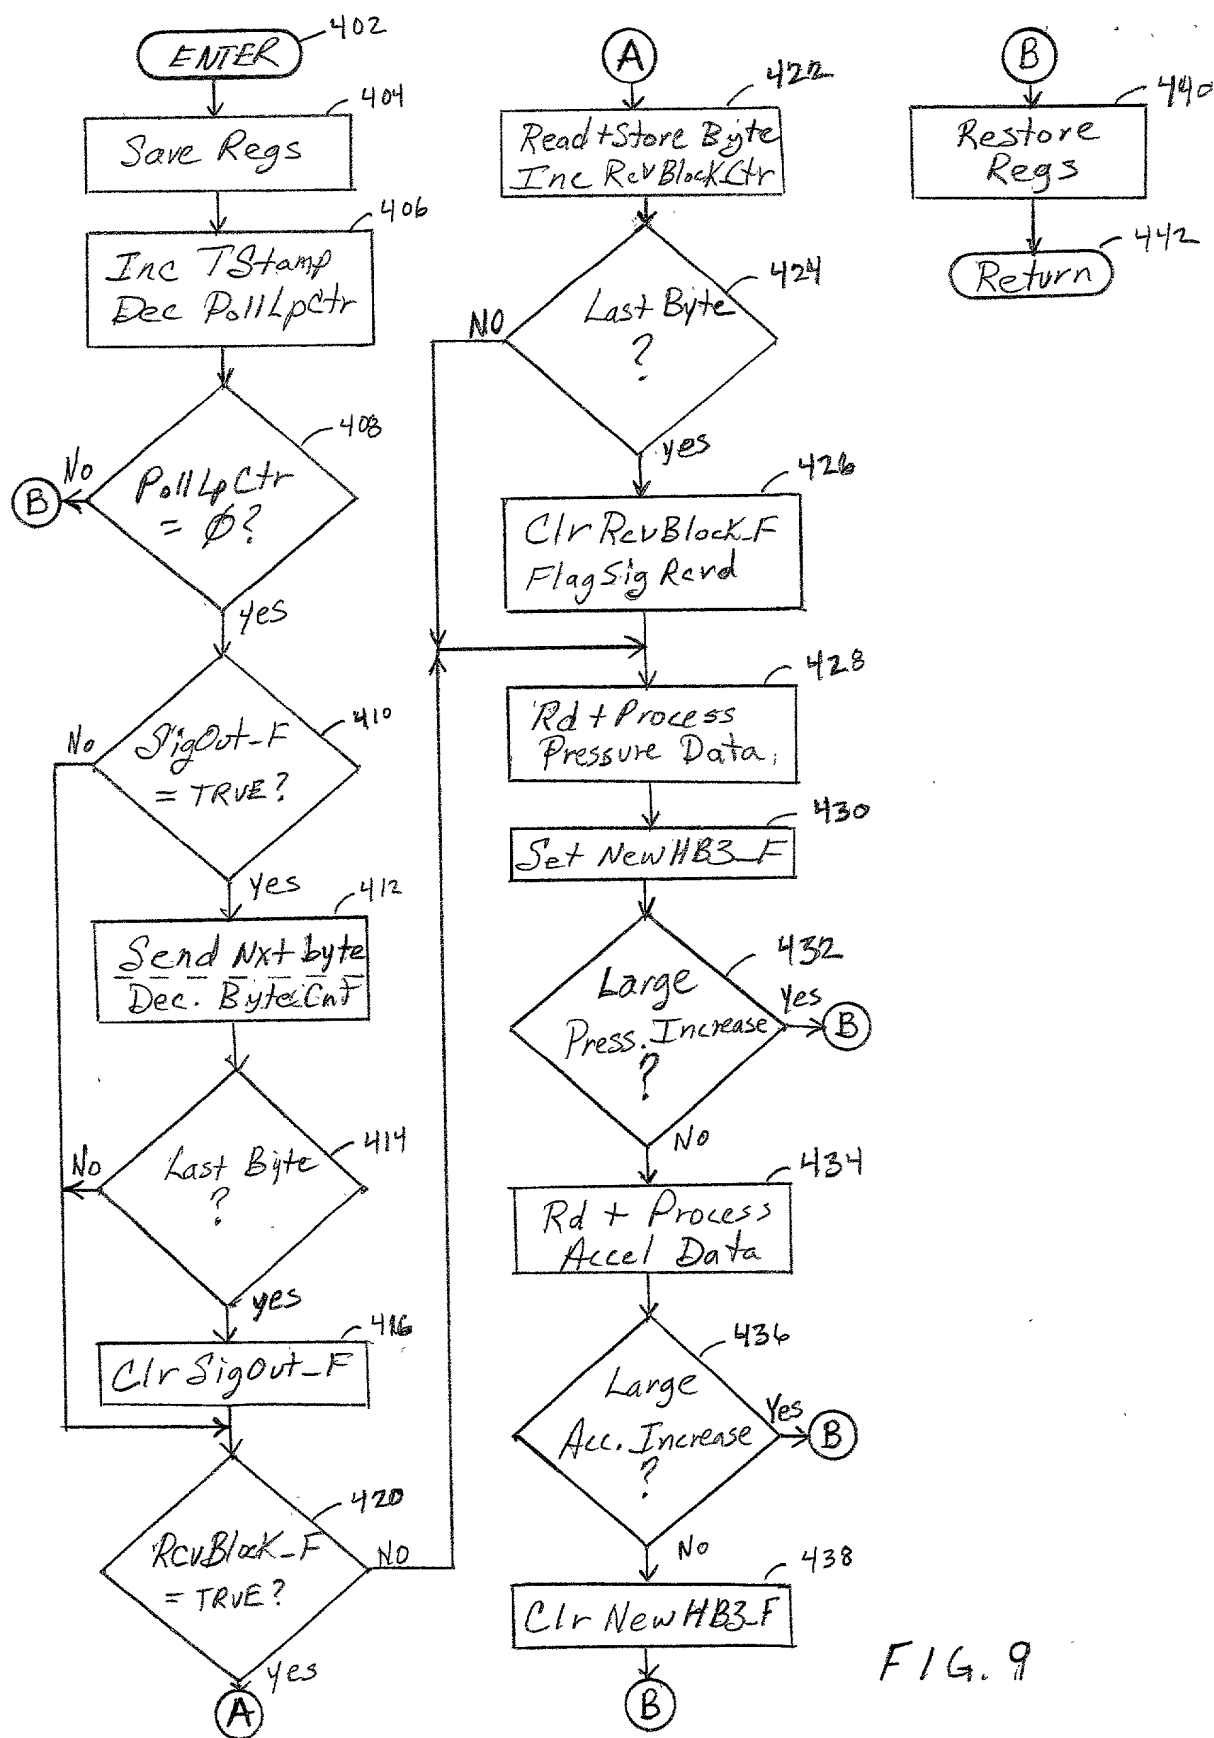 402
ENTER
404
Save Regs
406
Inc TStamp
Dec PollLpCtr
408
PollLpCtr
= Ø?
No
B
yes
410
SigOut_F
= TRUE?
No
yes
412
Send Nxt byte
Dec. ByteCnt
414
Last Byte
?
No
yes
416
Clr SigOut_F
420
RcvBlock_F
= TRUE?
NO
yes
A
A
422
Read + Store Byte
Inc RcvBlockCtr
424
Last Byte
?
NO
yes
426
Clr RcvBlock_F
FlagSigRcvd
428
Rd + Process
Pressure Data
430
Set NewHB3_F
432
Large
Press. Increase
?
Yes
B
No
434
Rd + Process
Accel Data
436
Large
Acc. Increase
?
Yes
B
No
438
Clr NewHB3_F
B
B
440
Restore
Regs
442
Return
FIG. 9